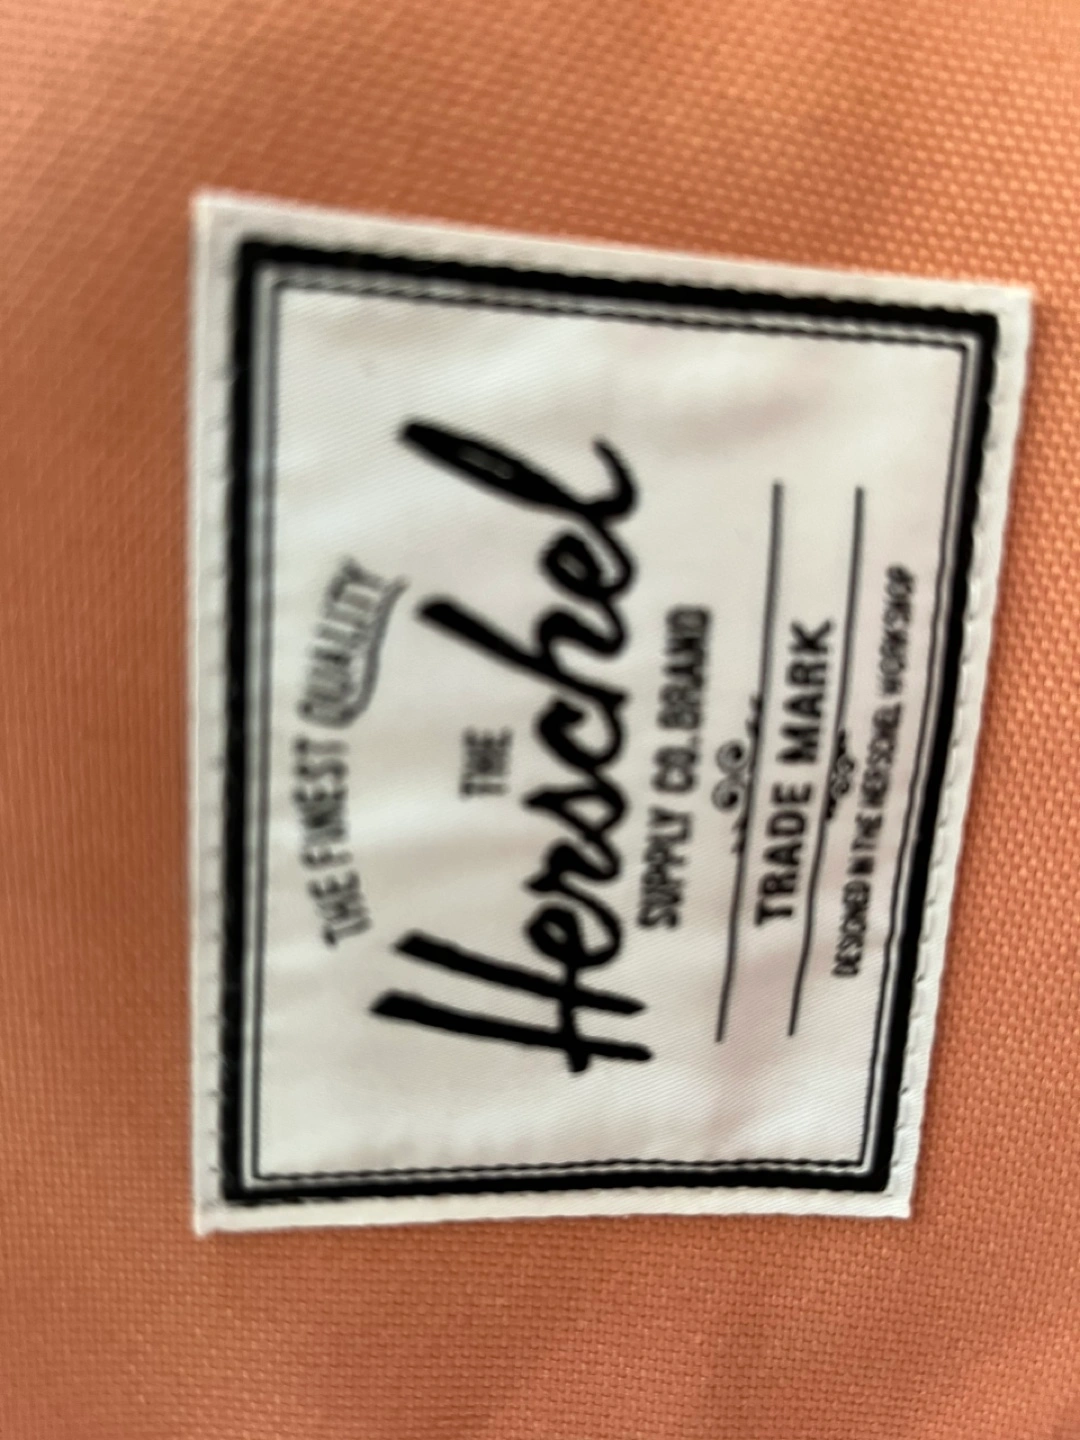 THE FINEST QUALITY
THE
Herschel
SUPPLY CO. BRAND
TRADE MARK
DESIGNED IN THE HERSCHEL WORKSHOP